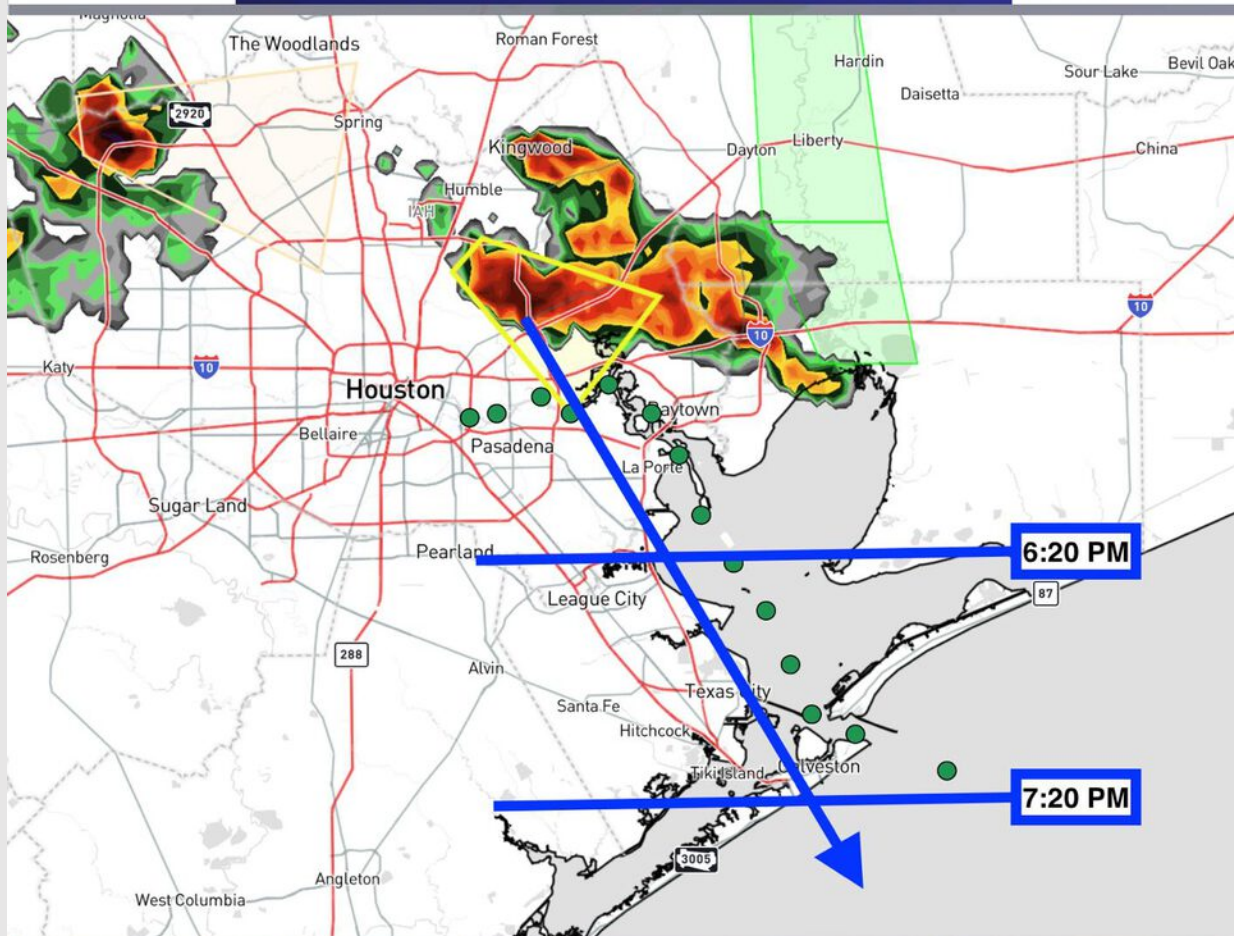 Magnolia
The Woodlands
Roman Forest
Hardin
Sour Lake
Bevil Oak
Daisetta
2920
Spring
Kingwood
Dayton
Liberty
China
Humble
IAH
10
10
Katy
10
Houston
Baytown
Bellaire
Pasadena
La Porte
Sugar Land
Rosenberg
Pearland
6:20 PM
League City
87
288
Alvin
Texas City
Santa Fe
Hitchcock
Tiki Island
Galveston
7:20 PM
3005
Angleton
West Columbia